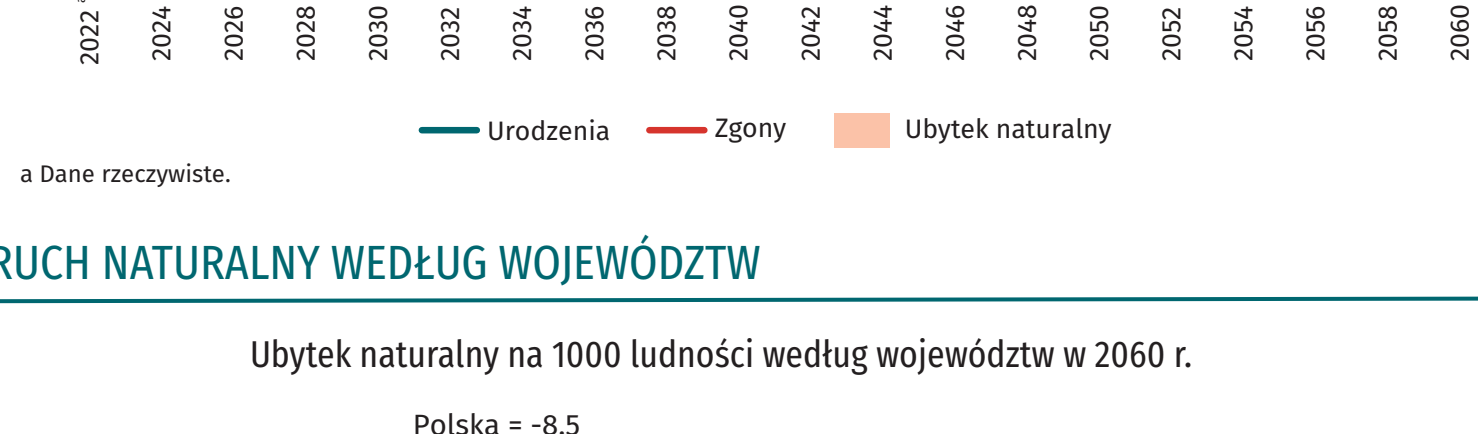 2022 a 2024 2026 2028 2030 2032 2034 2036 2038 2040 2042 2044 2046 2048 2050 2052 2054 2056 2058 2060
Urodzenia Zgony Ubytek naturalny
a Dane rzeczywiste.
RUCH NATURALNY WEDŁUG WOJEWÓDZTW
Ubytek naturalny na 1000 ludności według województw w 2060 r.
Polska = -8.5